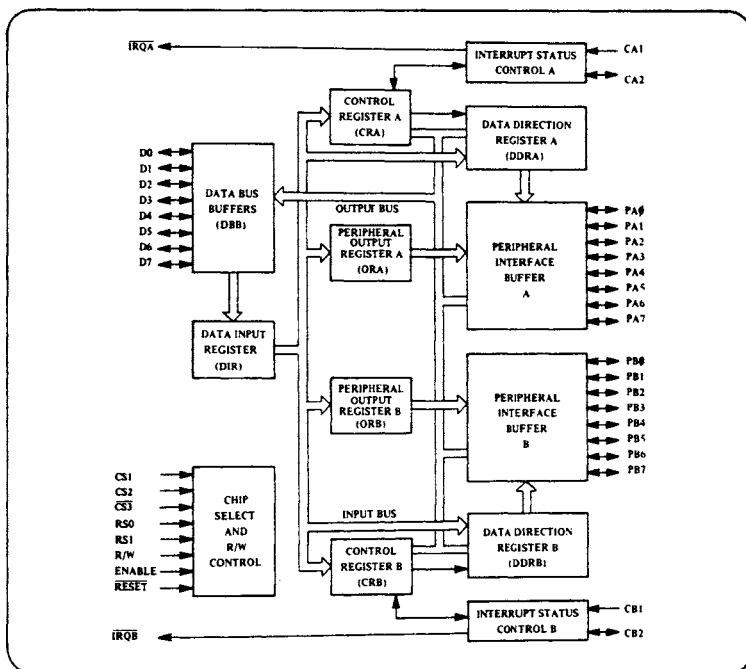 I̅R̅Q̅A̅
INTERRUPT STATUS
CONTROL A
CA1
CA2
CONTROL
REGISTER A
(CRA)
DATA DIRECTION
REGISTER A
(DDRA)
D0
D1
D2
D3
D4
D5
D6
D7
DATA BUS
BUFFERS
(DBB)
OUTPUT BUS
PERIPHERAL
OUTPUT
REGISTER A
(ORA)
PERIPHERAL
INTERFACE
BUFFER
A
PA0
PA1
PA2
PA3
PA4
PA5
PA6
PA7
DATA INPUT
REGISTER
(DIR)
PERIPHERAL
OUTPUT
REGISTER B
(ORB)
PERIPHERAL
INTERFACE
BUFFER
B
PB0
PB1
PB2
PB3
PB4
PB5
PB6
PB7
CS1
CS2
C̅S̅3̅
RS0
RS1
R/W
ENABLE
R̅E̅S̅E̅T̅
CHIP
SELECT
AND
R/W
CONTROL
INPUT BUS
CONTROL
REGISTER B
(CRB)
DATA DIRECTION
REGISTER B
(DDRB)
I̅R̅Q̅B̅
INTERRUPT STATUS
CONTROL B
CB1
CB2